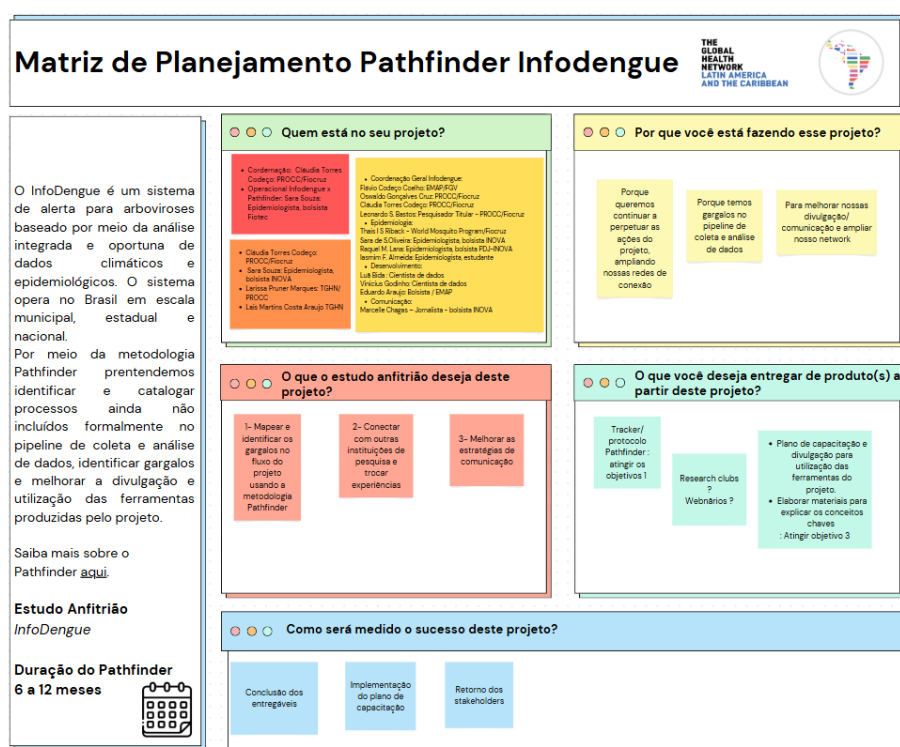 Matriz de Planejamento Pathfinder Infodengue
THE
GLOBAL
HEALTH
NETWORK
LATIN AMERICA
AND THE CARIBBEAN
O InfoDengue é um sistema
de alerta para arboviroses
baseado por meio da análise
integrada e oportuna de
dados climáticos e
epidemiológicos. O sistema
opera no Brasil em escala
municipal, estadual e
nacional.
Por meio da metodologia
Pathfinder prentendemos
identificar e catalogar
processos ainda não
incluídos formalmente no
pipeline de coleta e análise
de dados, identificar gargalos
e melhorar a divulgação e
utilização das ferramentas
produzidas pelo projeto.
Saiba mais sobre o
Pathfinder aqui.
Estudo Anfitrião
InfoDengue
Duração do Pathfinder
6 a 12 meses
Quem está no seu projeto?
• Cordernação: Claudia Torres
Codeço: PROCC/Fiocruz
• Operacional Infodengue x
Pathfinder: Sara Souza:
Epidemiologista, bolsista
Fiotec
• Cláudia Torres Codeço:
PROCC/Fiocruz
• Sara Souza: Epidemiologista,
bolsista INOVA
• Larissa Pruner Marques: TGHN/
PROCC
• Lais Martins Costa Araujo TGHN
• Coordenação Geral Infodengue:
Flávio Codeço Coelho: EMAP/FGV
Oswaldo Gonçalves Cruz: PROCC/Fiocruz
Cláudia Torres Codeço: PROCC/Fiocruz
Leonardo S. Bastos: Pesquisador Titular - PROCC/Fiocruz
• Epidemiologia:
Thais I S Riback - World Mosquito Program/Fiocruz
Sara de S.Oliveira: Epidemiologista, bolsista INOVA
Raquel M. Lana: Epidemiologista, bolsista PDJ-INOVA
Iasmim F. Almeida: Epidemiologista, estudante
• Desenvolvimento:
Luã Bida : Cientista de dados
Vinicius Godinho: Cientista de dados
Eduardo Araujo: Bolsista / EMAP
• Comunicação:
Marcelle Chagas – Jornalista - bolsista INOVA
Por que você está fazendo esse projeto?
Porque
queremos
continuar a
perpetuar as
ações do
projeto,
ampliando
nossas redes de
conexão
Porque temos
gargalos no
pipeline de
coleta e análise
de dados
Para melhorar nossas
divulgação/
comunicação e ampliar
nosso network
O que o estudo anfitrião deseja deste
projeto?
1- Mapear e
identificar os
gargalos no
fluxo do
projeto
usando a
metodologia
Pathfinder
2- Conectar
com outras
instituições de
pesquisa e
trocar
experiências
3- Melhorar as
estratégias de
comunicação
O que você deseja entregar de produto(s) a
partir deste projeto?
Tracker/
protocolo
Pathfinder :
atingir os
objetivos 1
Research clubs
?
Webnários ?
• Plano de capacitação e
divulgação para
utilização das
ferramentas do
projeto.
• Elaborar materiais para
explicar os conceitos
chaves
: Atingir objetivo 3
Como será medido o sucesso deste projeto?
Conclusão dos
entregáveis
Implementação
do plano de
capacitação
Retorno dos
stakeholders